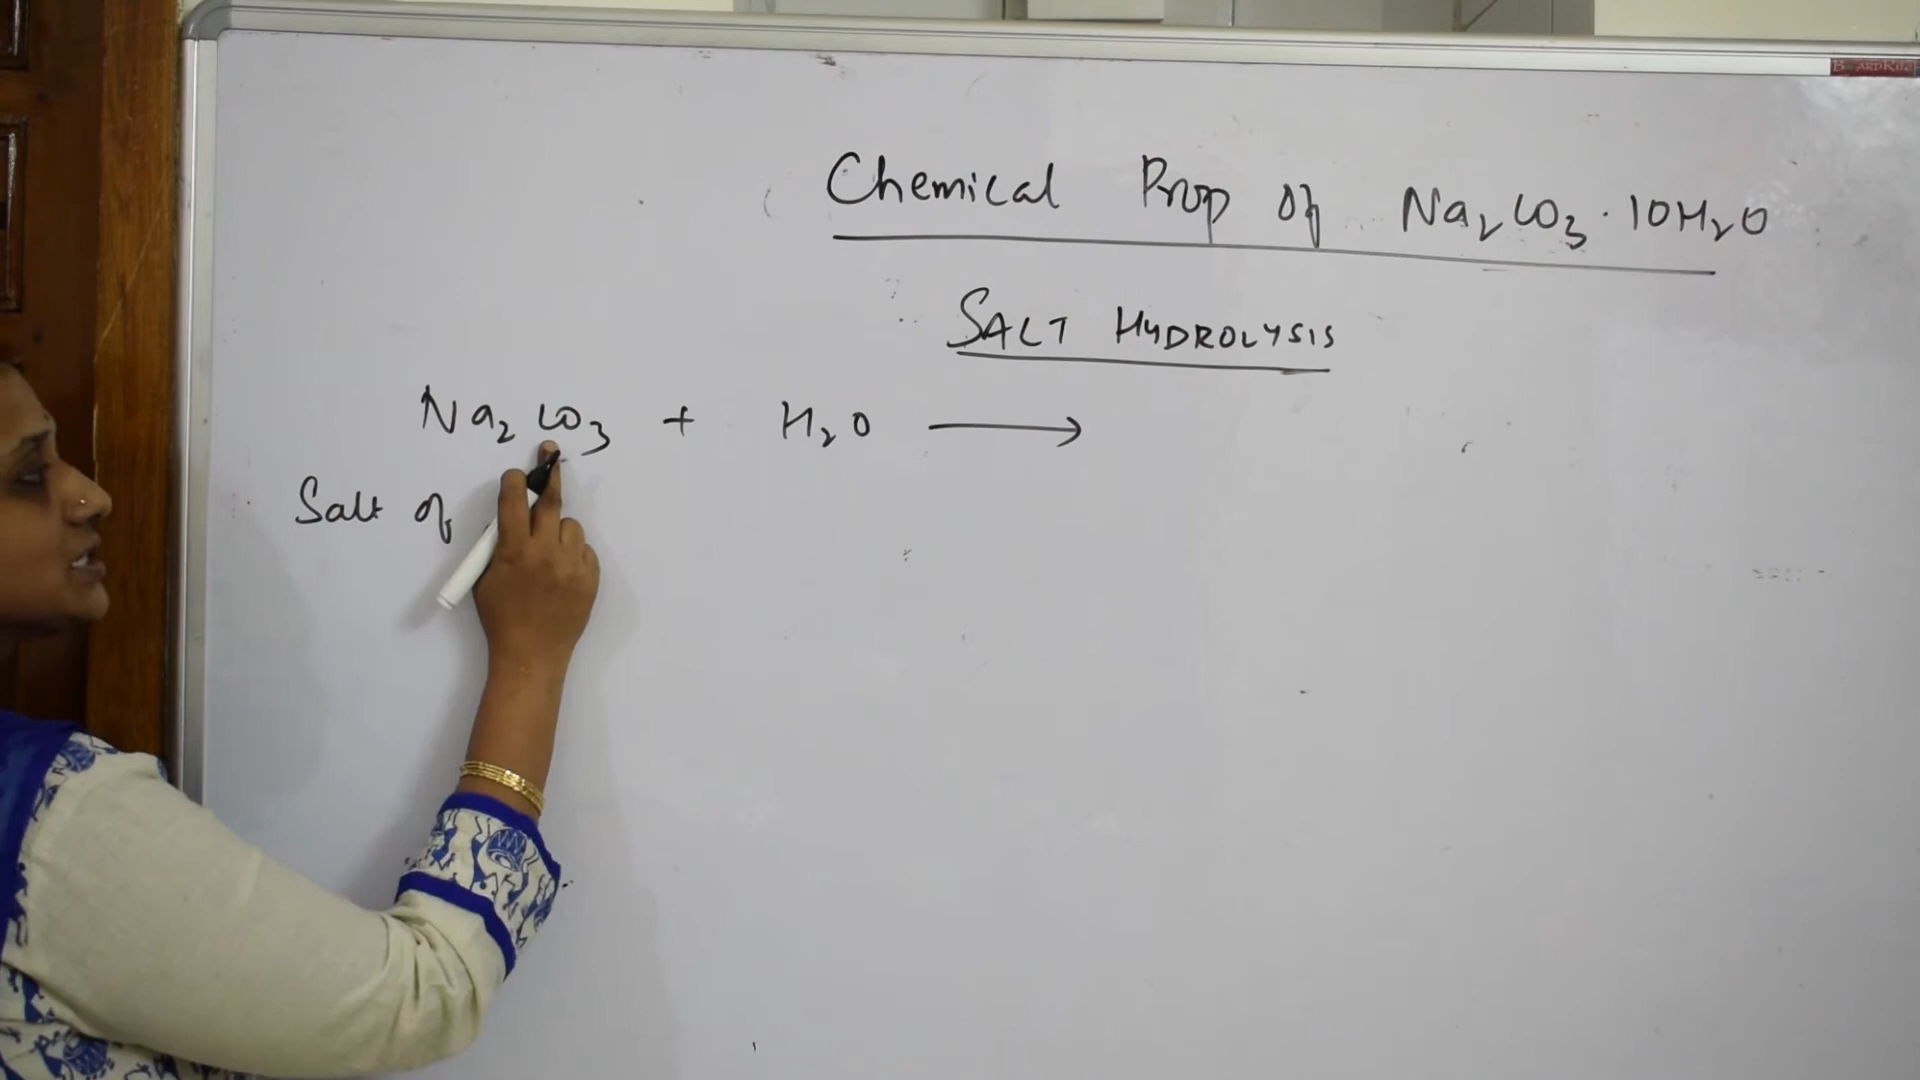 Chemical Prop of Na₂CO₃·10H₂O
SALT HYDROLYSIS
Na₂CO₃ + H₂O ⟶
Salt of